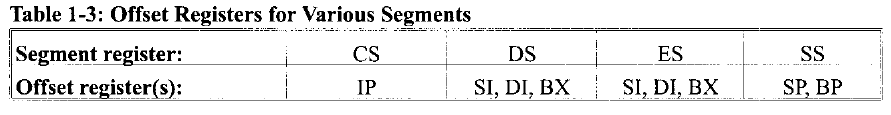 Table 1-3: Offset Registers for Various Segments
Segment register: CS DS ES SS
Offset register(s): IP SI, DI, BX SI, DI, BX SP, BP